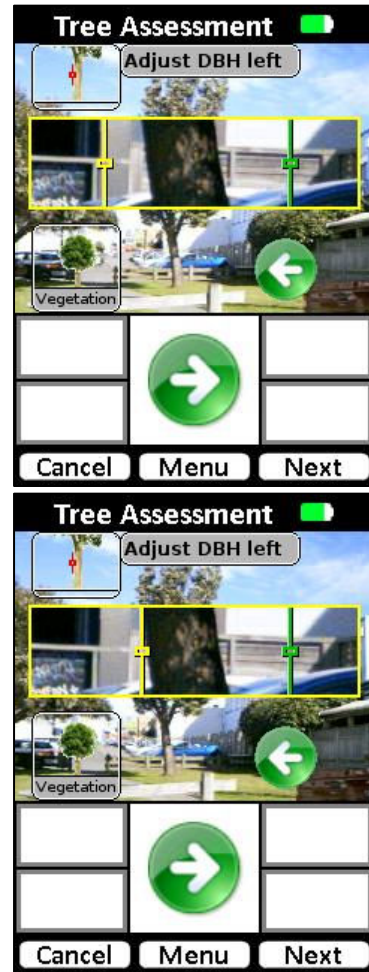 Tree Assessment
Adjust DBH left
Vegetation
Cancel Menu Next
Tree Assessment
Adjust DBH left
Vegetation
Cancel Menu Next